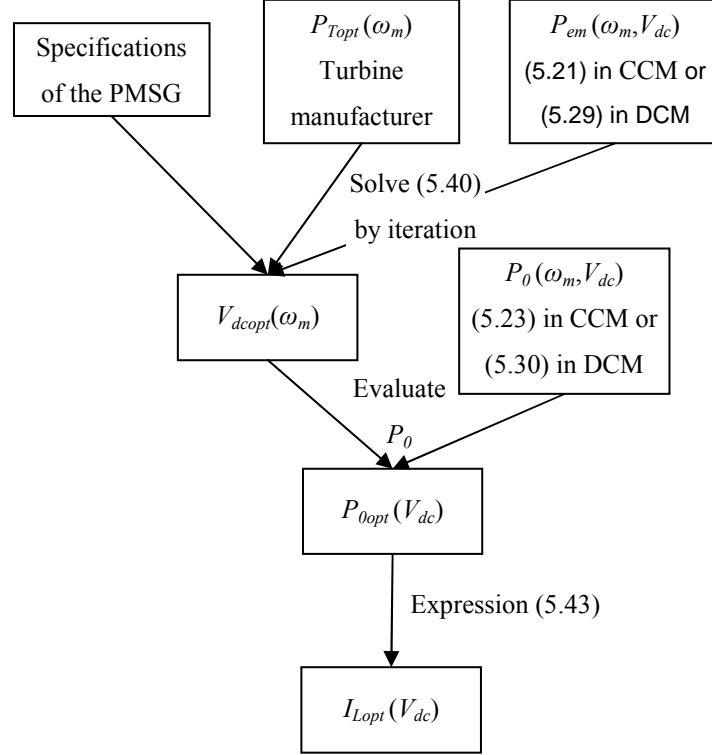 Specifications
of the PMSG
P_Topt (ω_m)
Turbine
manufacturer
P_em (ω_m,V_dc)
(5.21) in CCM or
(5.29) in DCM
Solve (5.40)
by iteration
V_dcopt(ω_m)
P_0 (ω_m,V_dc)
(5.23) in CCM or
(5.30) in DCM
Evaluate
P_0
P_0opt (V_dc)
Expression (5.43)
I_Lopt (V_dc)